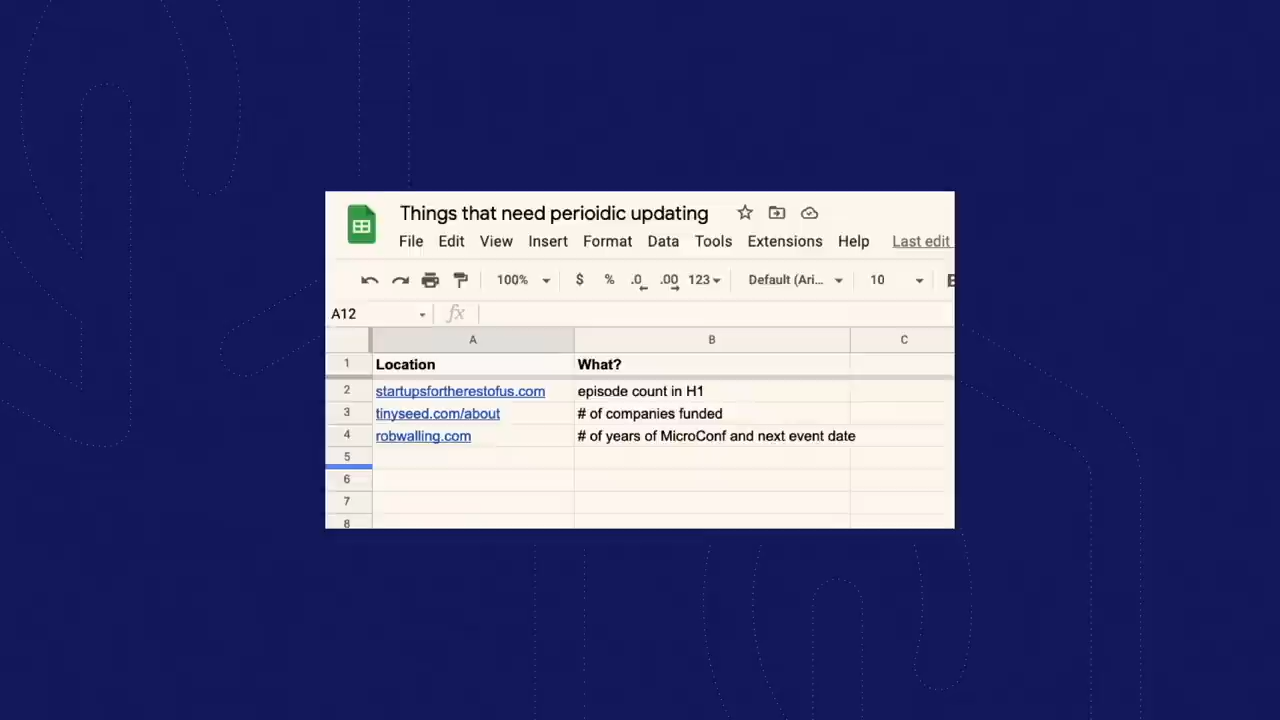 Things that need perioidic updating
File Edit View Insert Format Data Tools Extensions Help Last edit
100% $ % .0 .00 123 Default (Ari... 10 B
A12 fx
A B C
1 Location What?
2 startupsfortherestofus.com episode count in H1
3 tinyseed.com/about # of companies funded
4 robwalling.com # of years of MicroConf and next event date
5
6
7
8